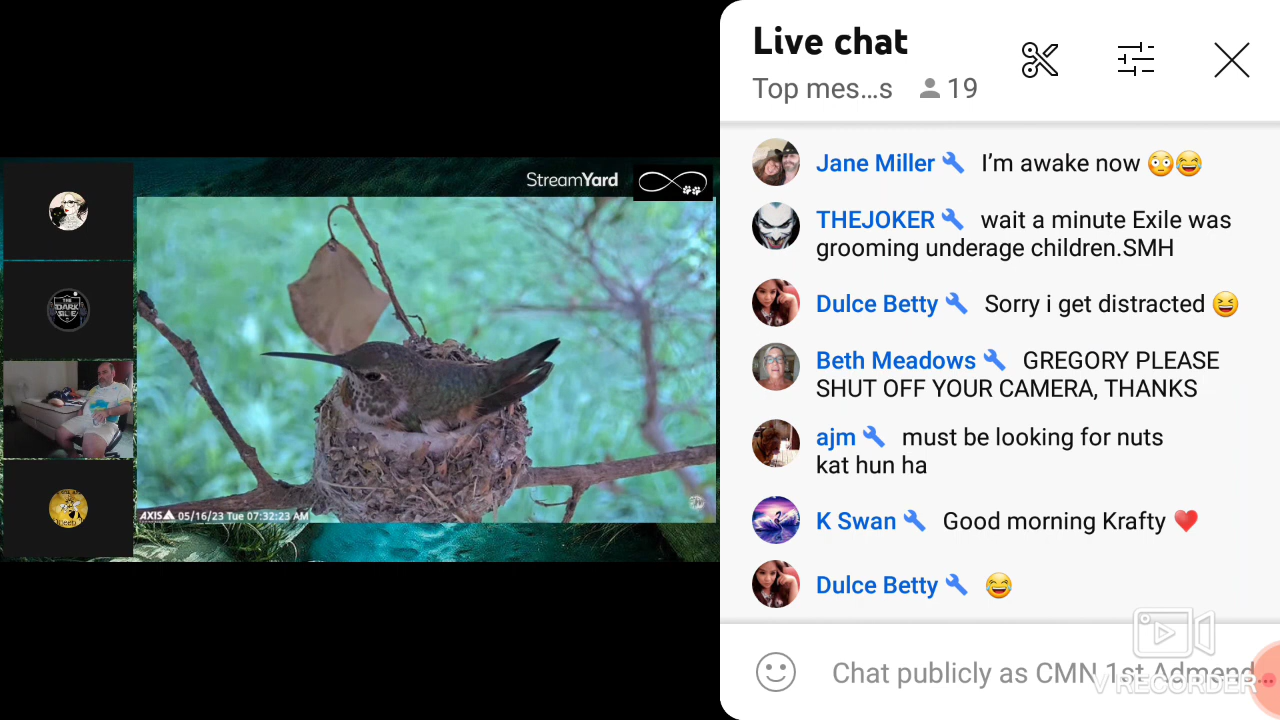 Live chat
Top mes...s 19
Jane Miller I’m awake now 😳😂
StreamYard
THEJOKER wait a minute Exile was
grooming underage children.SMH
Dulce Betty Sorry i get distracted 😆
THE
DARK
SIDE
Beth Meadows GREGORY PLEASE
SHUT OFF YOUR CAMERA, THANKS
ajm must be looking for nuts
kat hun ha
K Swan Good morning Krafty ❤️
AXIS 05/16/23 Tue 07:32:23 AM
Dulce Betty 😂
Chat publicly as CMN 1st Admend...
V RECORDER